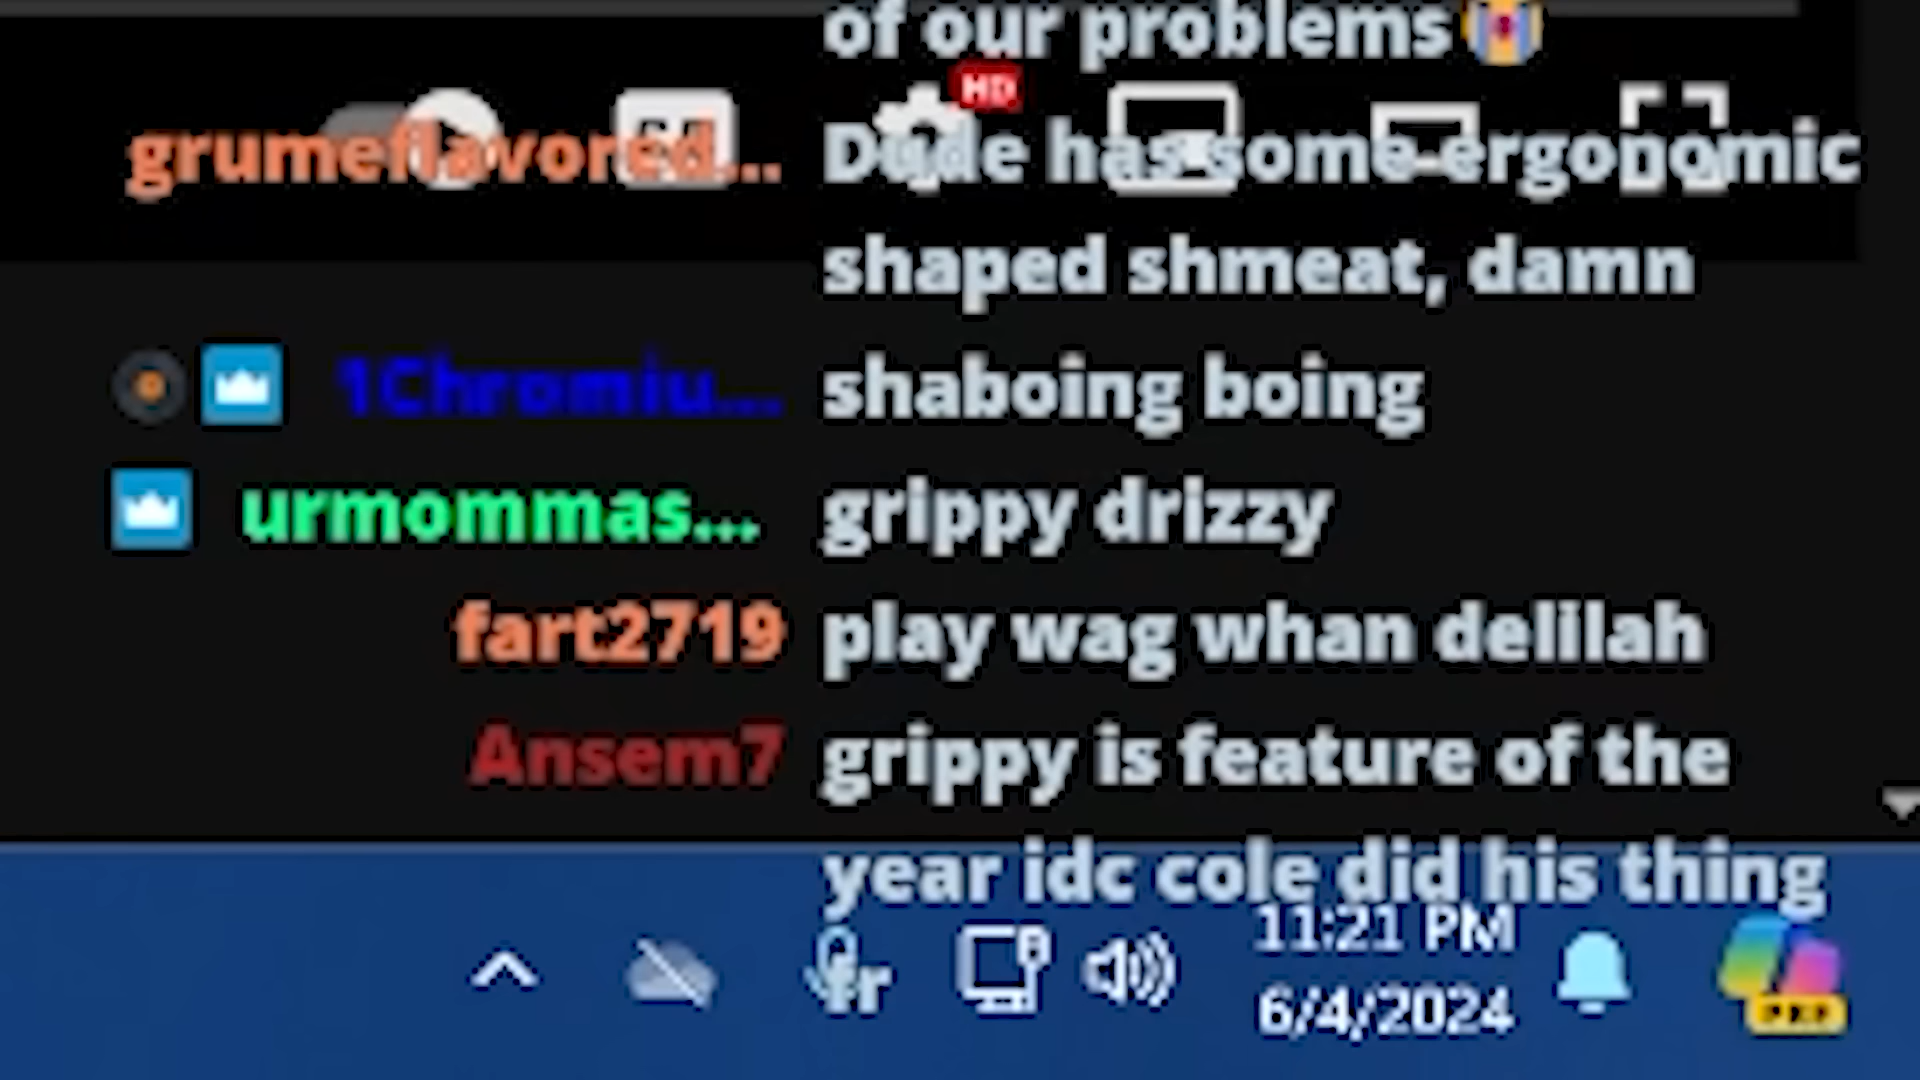 of our problems😭
HD
grumeflavored... Dude has some ergonomic
shaped shmeat, damn
1Chromiu... shaboing boing
urmommas... grippy drizzy
fart2719 play wag whan delilah
Ansem7 grippy is feature of the
year idc cole did his thing
fr
11:21 PM
6/4/2024
PRE